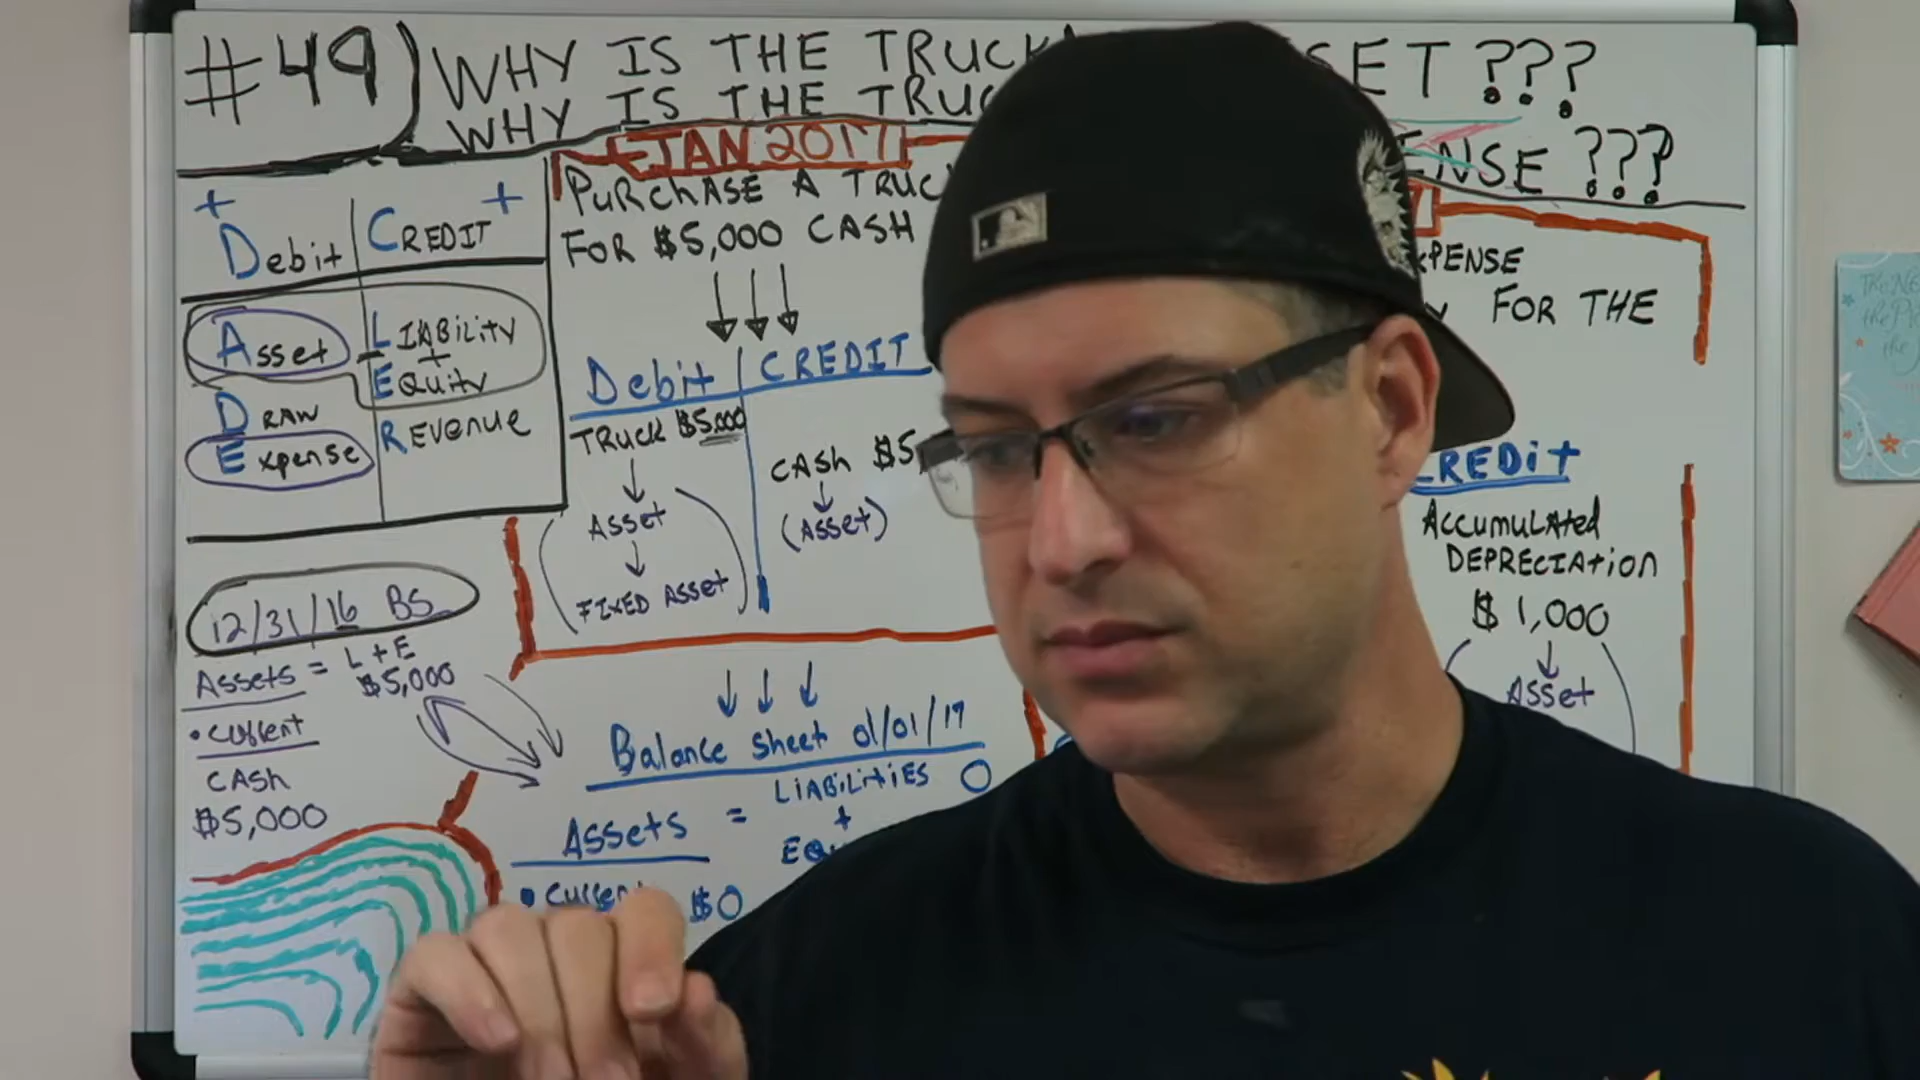 #49) WHY IS THE TRUCK SET ???
WHY IS THE TRUC ENSE ???
JAN 2017
+ +
Debit CREDIT
Asset LIABILITY
+
EQUITY
DRAW
REVENUE
Expense
PURCHASE A TRUC
FOR $5,000 CASH
Debit CREDIT
TRUCK $5,000
CASH $5,
ASSET
(ASSET)
FIXED ASSET
XPENSE
FOR THE
CREDIT
ACCUMULATED
DEPRECIATION
$1,000
ASSET
12/31/16 BS
ASSETS = L + E
$5,000
• CURRENT
CASH
$5,000
Balance Sheet 01/01/17
ASSETS = LIABILITIES 0
+
EQU
• CURRENT $0